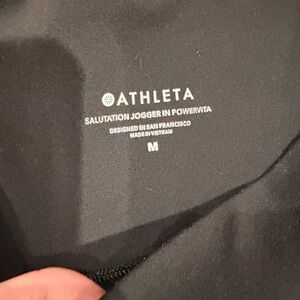 ATHLETA
SALUTATION JOGGER IN POWERVITA
DESIGNED IN SAN FRANCISCO
MADE IN VIETNAM
M